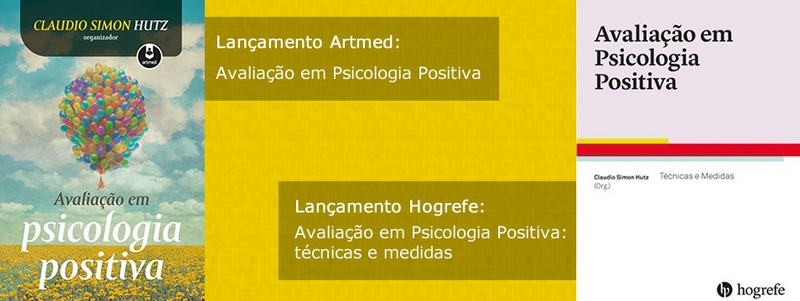 CLAUDIO SIMON HUTZ
organizador
artmed
Avaliação em
psicologia
positiva
Lançamento Artmed:
Avaliação em Psicologia Positiva
Lançamento Hogrefe:
Avaliação em Psicologia Positiva:
técnicas e medidas
Avaliação em
Psicologia
Positiva
Claudio Simon Hutz
(Org.)
Técnicas e Medidas
hogrefe